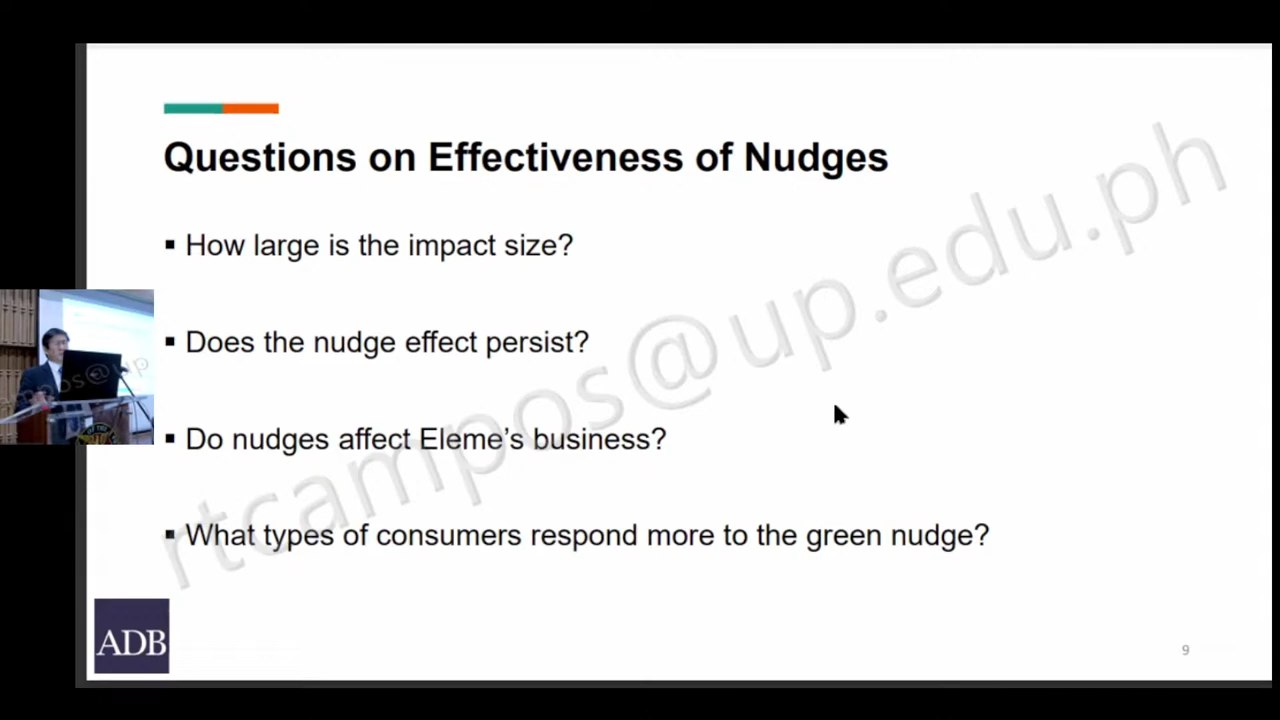 Questions on Effectiveness of Nudges
▪ How large is the impact size?
▪ Does the nudge effect persist?
▪ Do nudges affect Eleme's business?
▪ What types of consumers respond more to the green nudge?
rtcampos@up.edu.ph
ADB
9